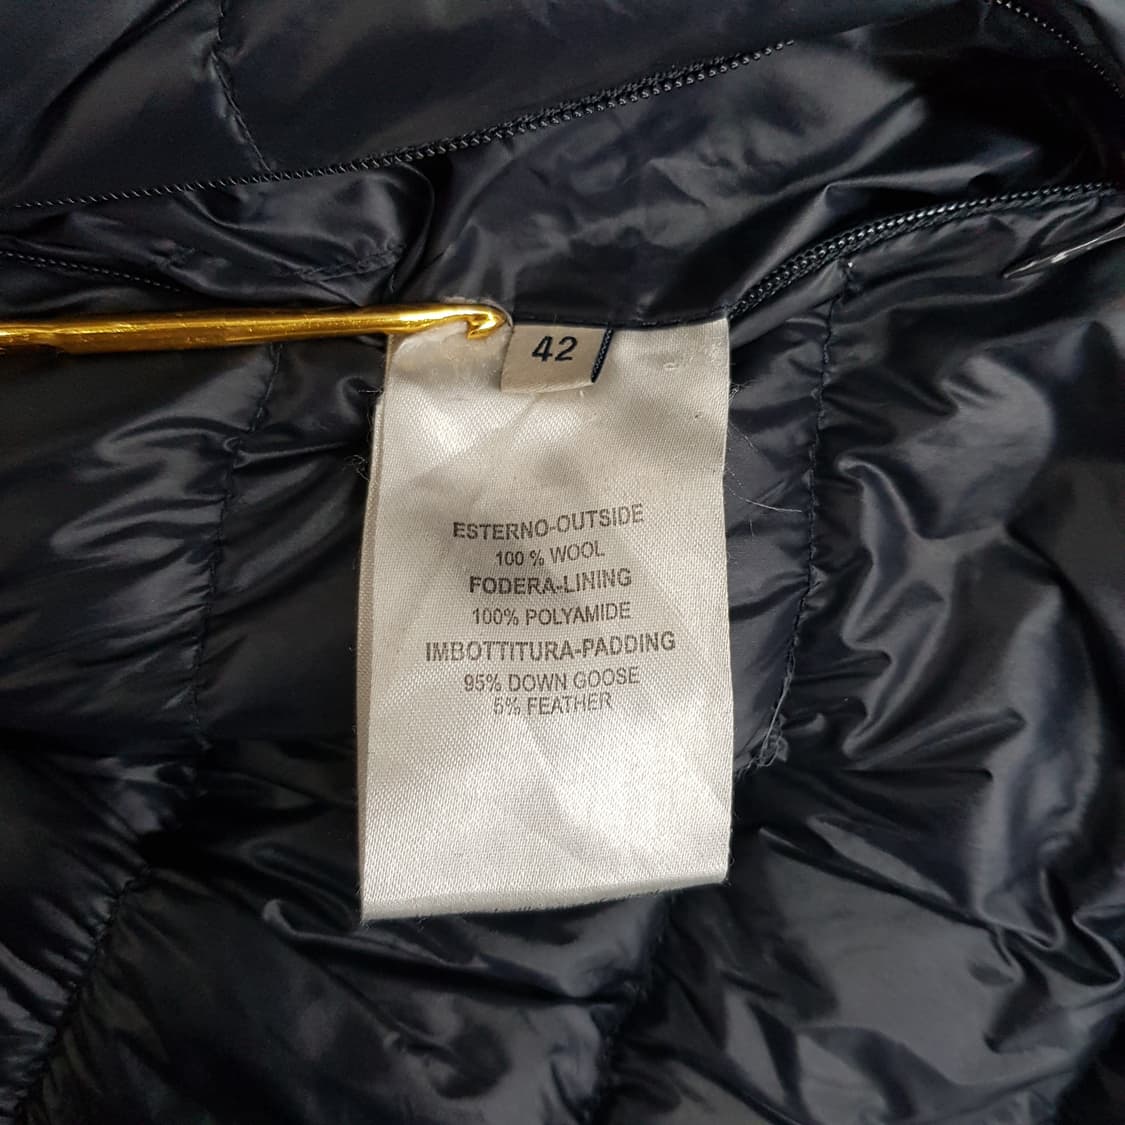 42
ESTERNO-OUTSIDE
100 % WOOL
FODERA-LINING
100% POLYAMIDE
IMBOTTITURA-PADDING
95% DOWN GOOSE
5% FEATHER